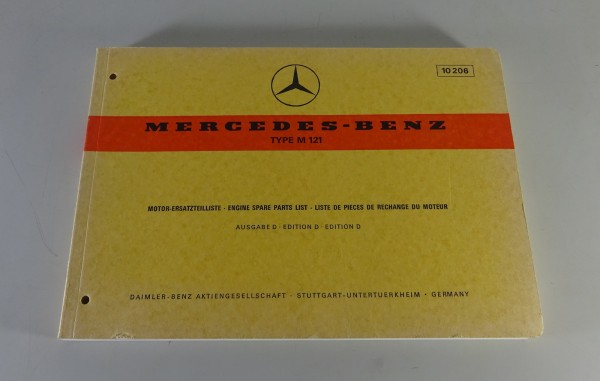 10 206
MERCEDES-BENZ
TYPE M 121
MOTOR-ERSATZTEILLISTE · ENGINE SPARE PARTS LIST · LISTE DE PIECES DE RECHANGE DU MOTEUR
AUSGABE D · EDITION D · EDITION D
DAIMLER-BENZ AKTIENGESELLSCHAFT · STUTTGART-UNTERTUERKHEIM · GERMANY